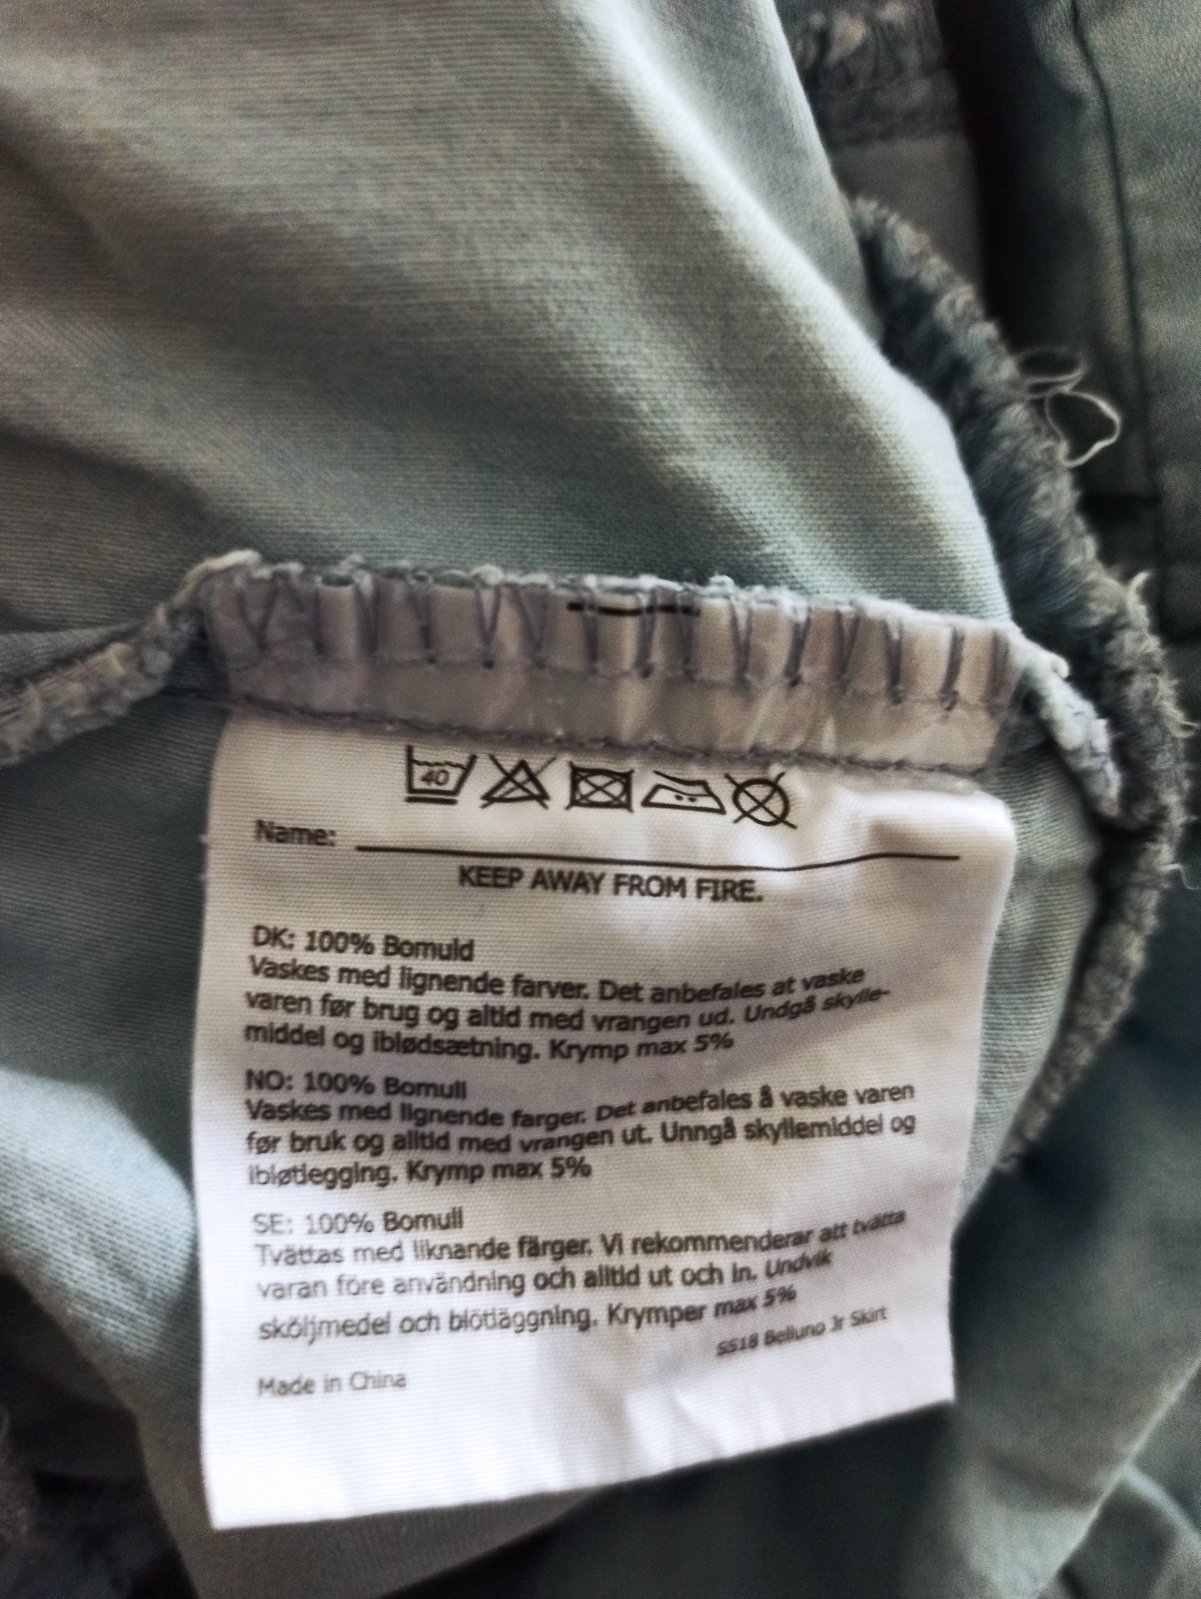 40
Name:
KEEP AWAY FROM FIRE.
DK: 100% Bomuld
Vaskes med lignende farver. Det anbefales at vaske
varen før brug og altid med vrangen ud. Undgå skylle-
middel og iblødsætning. Krymp max 5%
NO: 100% Bomull
Vaskes med lignende farger. Det anbefales å vaske varen
før bruk og alltid med vrangen ut. Unngå skyllemiddel og
ibløtlegging. Krymp max 5%
SE: 100% Bomull
Tvättas med liknande färger. Vi rekommenderar att tvätta
varan före användning och alltid ut och in. Undvik
sköljmedel och blötläggning. Krymper max 5%
SS18 Belluno Jr Skirt
Made in China